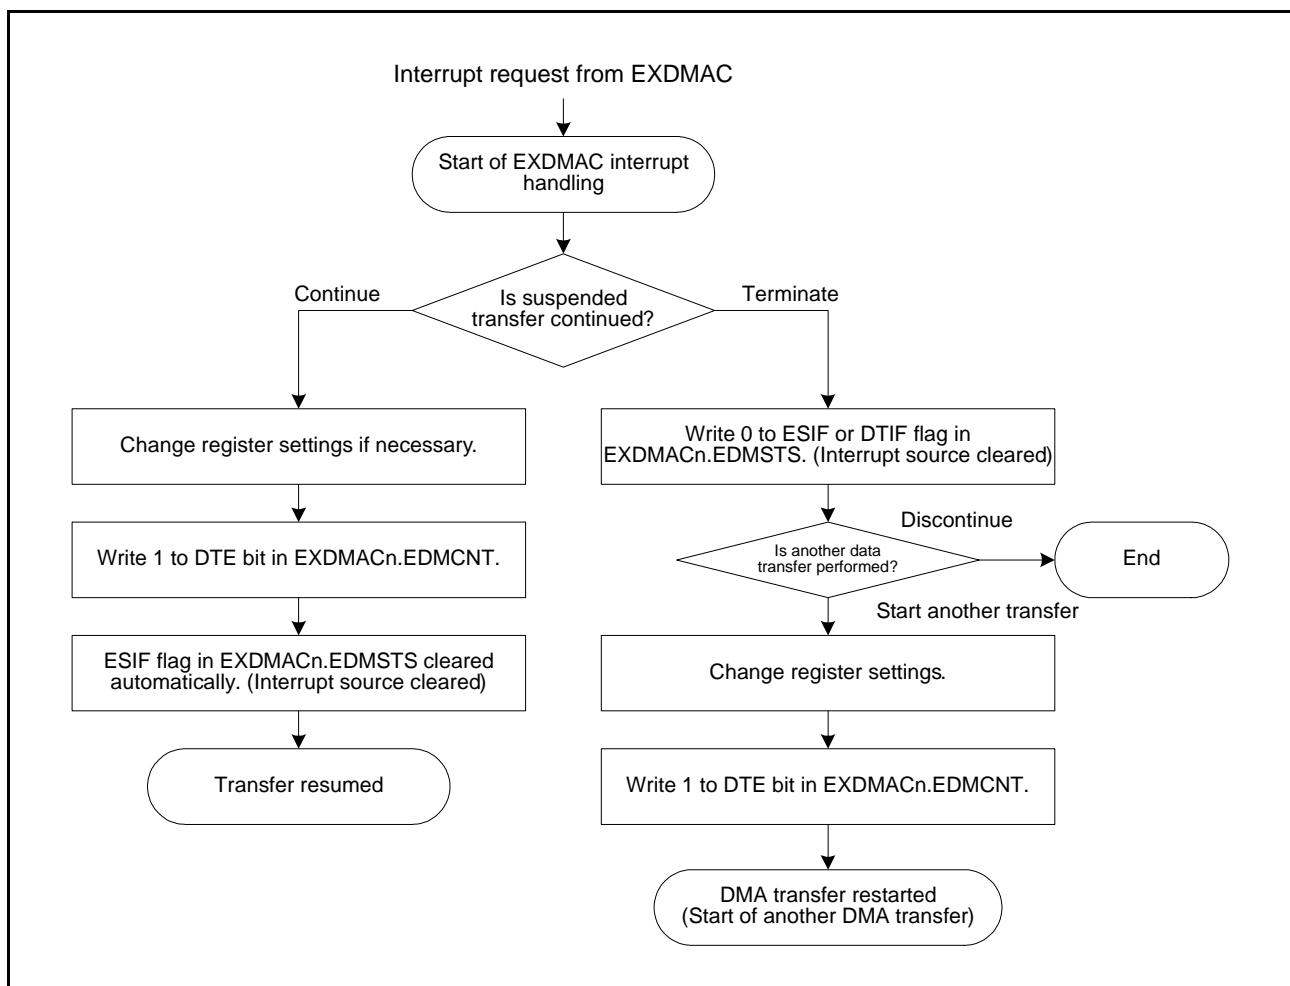 Interrupt request from EXDMAC
Start of EXDMAC interrupt
handling
Is suspended
transfer continued?
Continue
Terminate
Change register settings if necessary.
Write 1 to DTE bit in EXDMACn.EDMCNT.
ESIF flag in EXDMACn.EDMSTS cleared
automatically. (Interrupt source cleared)
Transfer resumed
Write 0 to ESIF or DTIF flag in
EXDMACn.EDMSTS. (Interrupt source cleared)
Is another data
transfer performed?
Discontinue
End
Start another transfer
Change register settings.
Write 1 to DTE bit in EXDMACn.EDMCNT.
DMA transfer restarted
(Start of another DMA transfer)